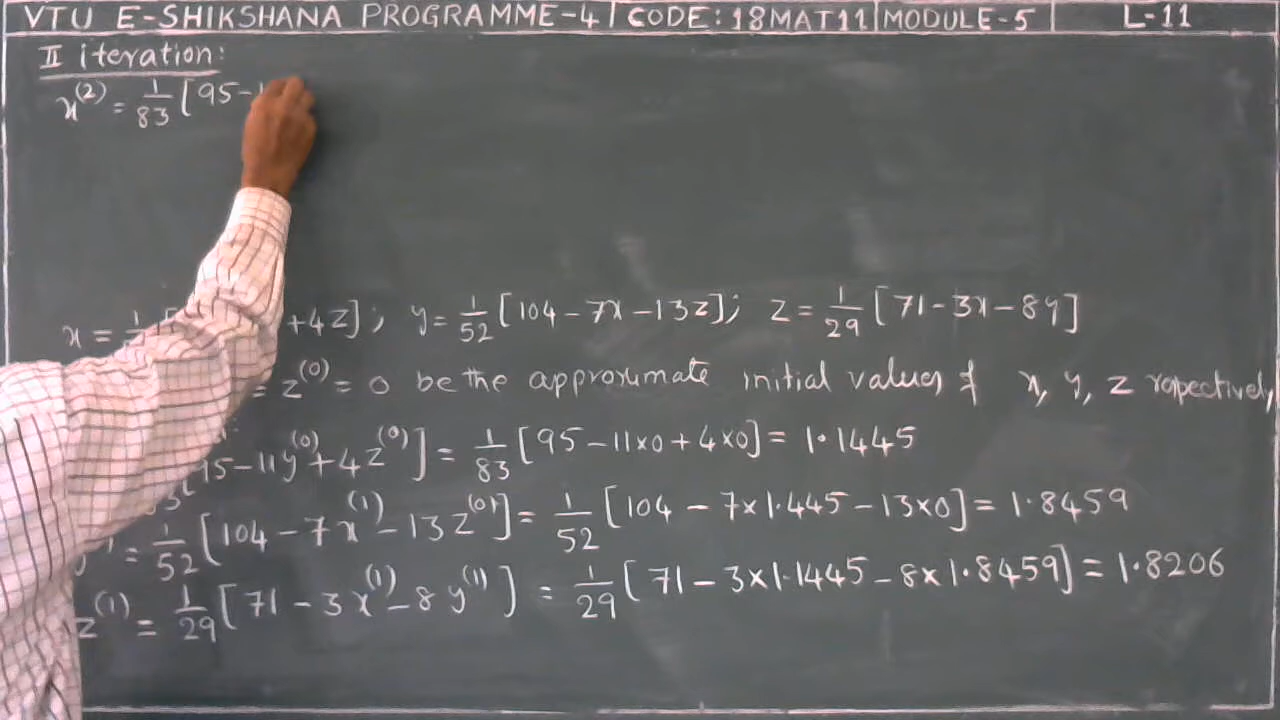 VTU E-SHIKSHANA PROGRAMME-4 | CODE: 18MAT11 | MODULE-5 | L-11
II iteration:
x^(2) = 1/83 [95-1
x = 1/ [ +4z]; y = 1/52 [104-7x-13z]; z = 1/29 [71-3x-8y]
= z^(0) = 0 be the approximate initial values of x, y, z respectively
3 [95-11y^(0)+4z^(0)] = 1/83 [95-11×0+4×0] = 1.1445
= 1/52 [104-7x^(1)-13z^(0)] = 1/52 [104-7×1.445-13×0] = 1.8459
z^(1) = 1/29 [71-3x^(1)-8y^(1)] = 1/29 [71-3×1.1445-8×1.8459] = 1.8206